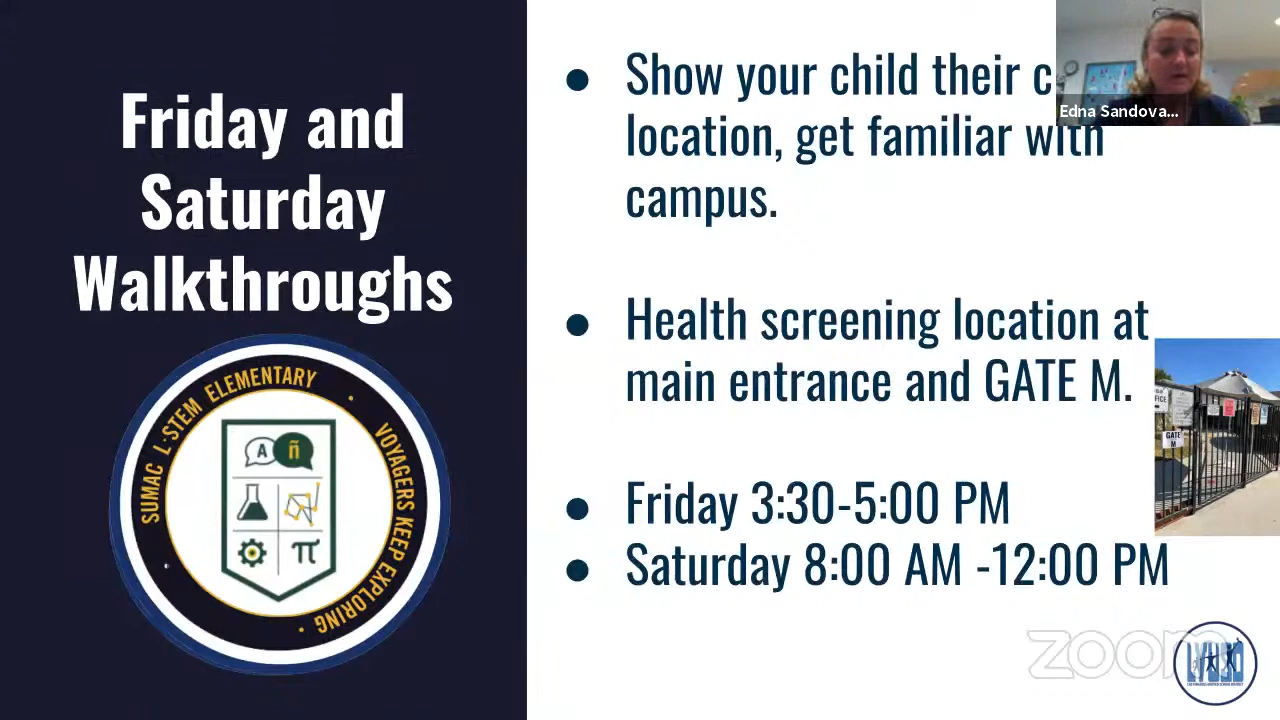 Friday and
Saturday
Walkthroughs
SUMAC L·STEM ELEMENTARY
VOYAGERS KEEP EXPLORING
A ñ
π
● Show your child their c
location, get familiar with
campus.
● Health screening location at
main entrance and GATE M.
● Friday 3:30-5:00 PM
● Saturday 8:00 AM -12:00 PM
Edna Sandova...
GATE
M
zoom
LVUSD